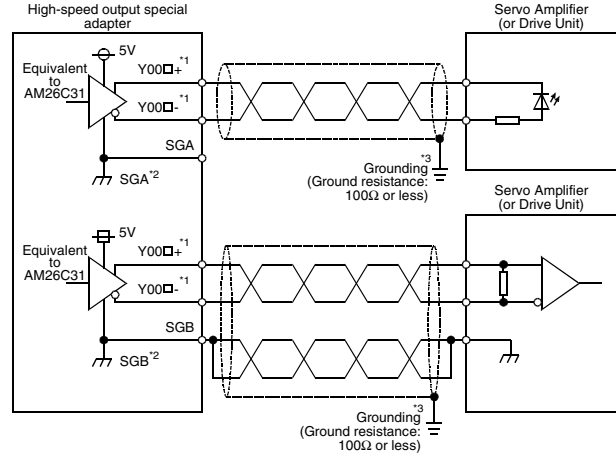 High-speed output special
adapter
Servo Amplifier
(or Drive Unit)
5V
Equivalent
to
AM26C31
Y00□+*1
Y00□-*1
SGA
SGA*2
*3
Grounding
(Ground resistance:
100Ω or less)
Servo Amplifier
(or Drive Unit)
5V
Equivalent
to
AM26C31
Y00□+*1
Y00□-*1
SGB
SGB*2
*3
Grounding
(Ground resistance:
100Ω or less)